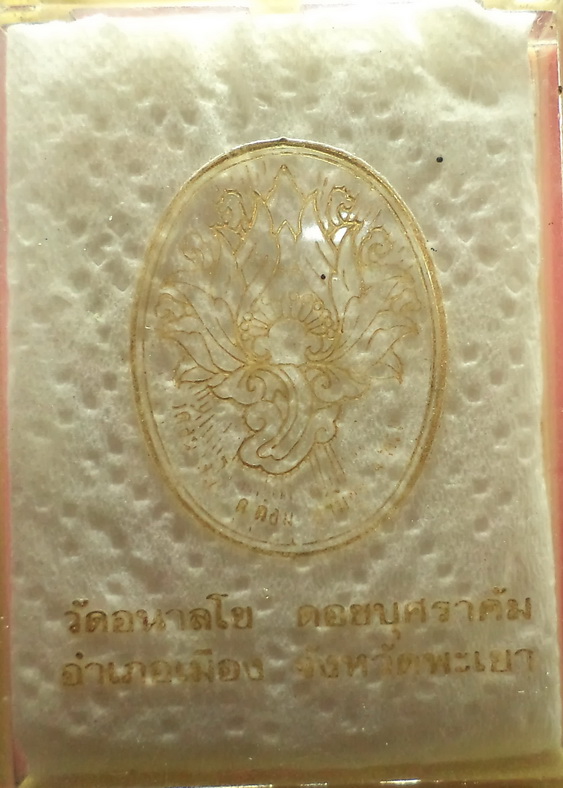 วัดอนาลโย ดอยบุศราคัม
อำเภอเมือง จังหวัดพะเยา